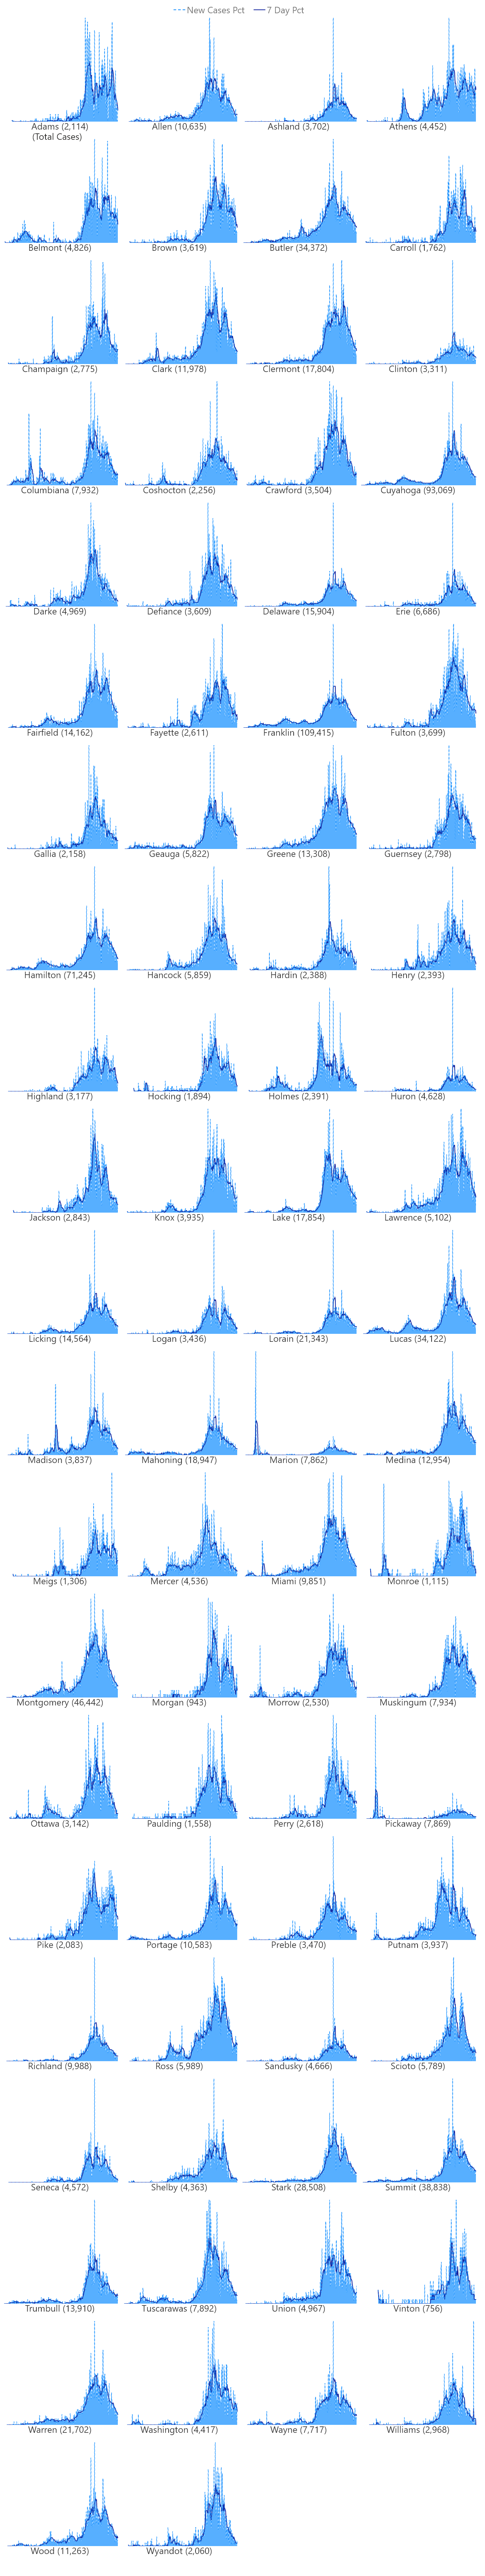 New Cases Pct 7 Day Pct
Adams (2,114) Allen (10,635) Ashland (3,702) Athens (4,452)
(Total Cases)
Belmont (4,826) Brown (3,619) Butler (34,372) Carroll (1,762)
Champaign (2,775) Clark (11,978) Clermont (17,804) Clinton (3,311)
Columbiana (7,932) Coshocton (2,256) Crawford (3,504) Cuyahoga (93,069)
Darke (4,969) Defiance (3,609) Delaware (15,904) Erie (6,686)
Fairfield (14,162) Fayette (2,611) Franklin (109,415) Fulton (3,699)
Gallia (2,158) Geauga (5,822) Greene (13,308) Guernsey (2,798)
Hamilton (71,245) Hancock (5,859) Hardin (2,388) Henry (2,393)
Highland (3,177) Hocking (1,894) Holmes (2,391) Huron (4,628)
Jackson (2,843) Knox (3,935) Lake (17,854) Lawrence (5,102)
Licking (14,564) Logan (3,436) Lorain (21,343) Lucas (34,122)
Madison (3,837) Mahoning (18,947) Marion (7,862) Medina (12,954)
Meigs (1,306) Mercer (4,536) Miami (9,851) Monroe (1,115)
Montgomery (46,442) Morgan (943) Morrow (2,530) Muskingum (7,934)
Ottawa (3,142) Paulding (1,558) Perry (2,618) Pickaway (7,869)
Pike (2,083) Portage (10,583) Preble (3,470) Putnam (3,937)
Richland (9,988) Ross (5,989) Sandusky (4,666) Scioto (5,789)
Seneca (4,572) Shelby (4,363) Stark (28,508) Summit (38,838)
Trumbull (13,910) Tuscarawas (7,892) Union (4,967) Vinton (756)
Warren (21,702) Washington (4,417) Wayne (7,717) Williams (2,968)
Wood (11,263) Wyandot (2,060)